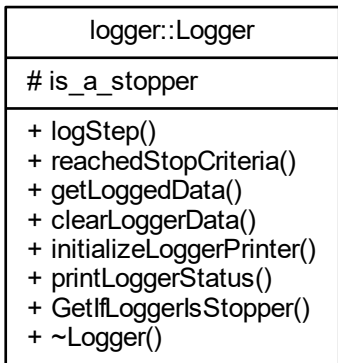 logger::Logger
# is_a_stopper
+ logStep()
+ reachedStopCriteria()
+ getLoggedData()
+ clearLoggerData()
+ initializeLoggerPrinter()
+ printLoggerStatus()
+ GetIfLoggerIsStopper()
+ ~Logger()